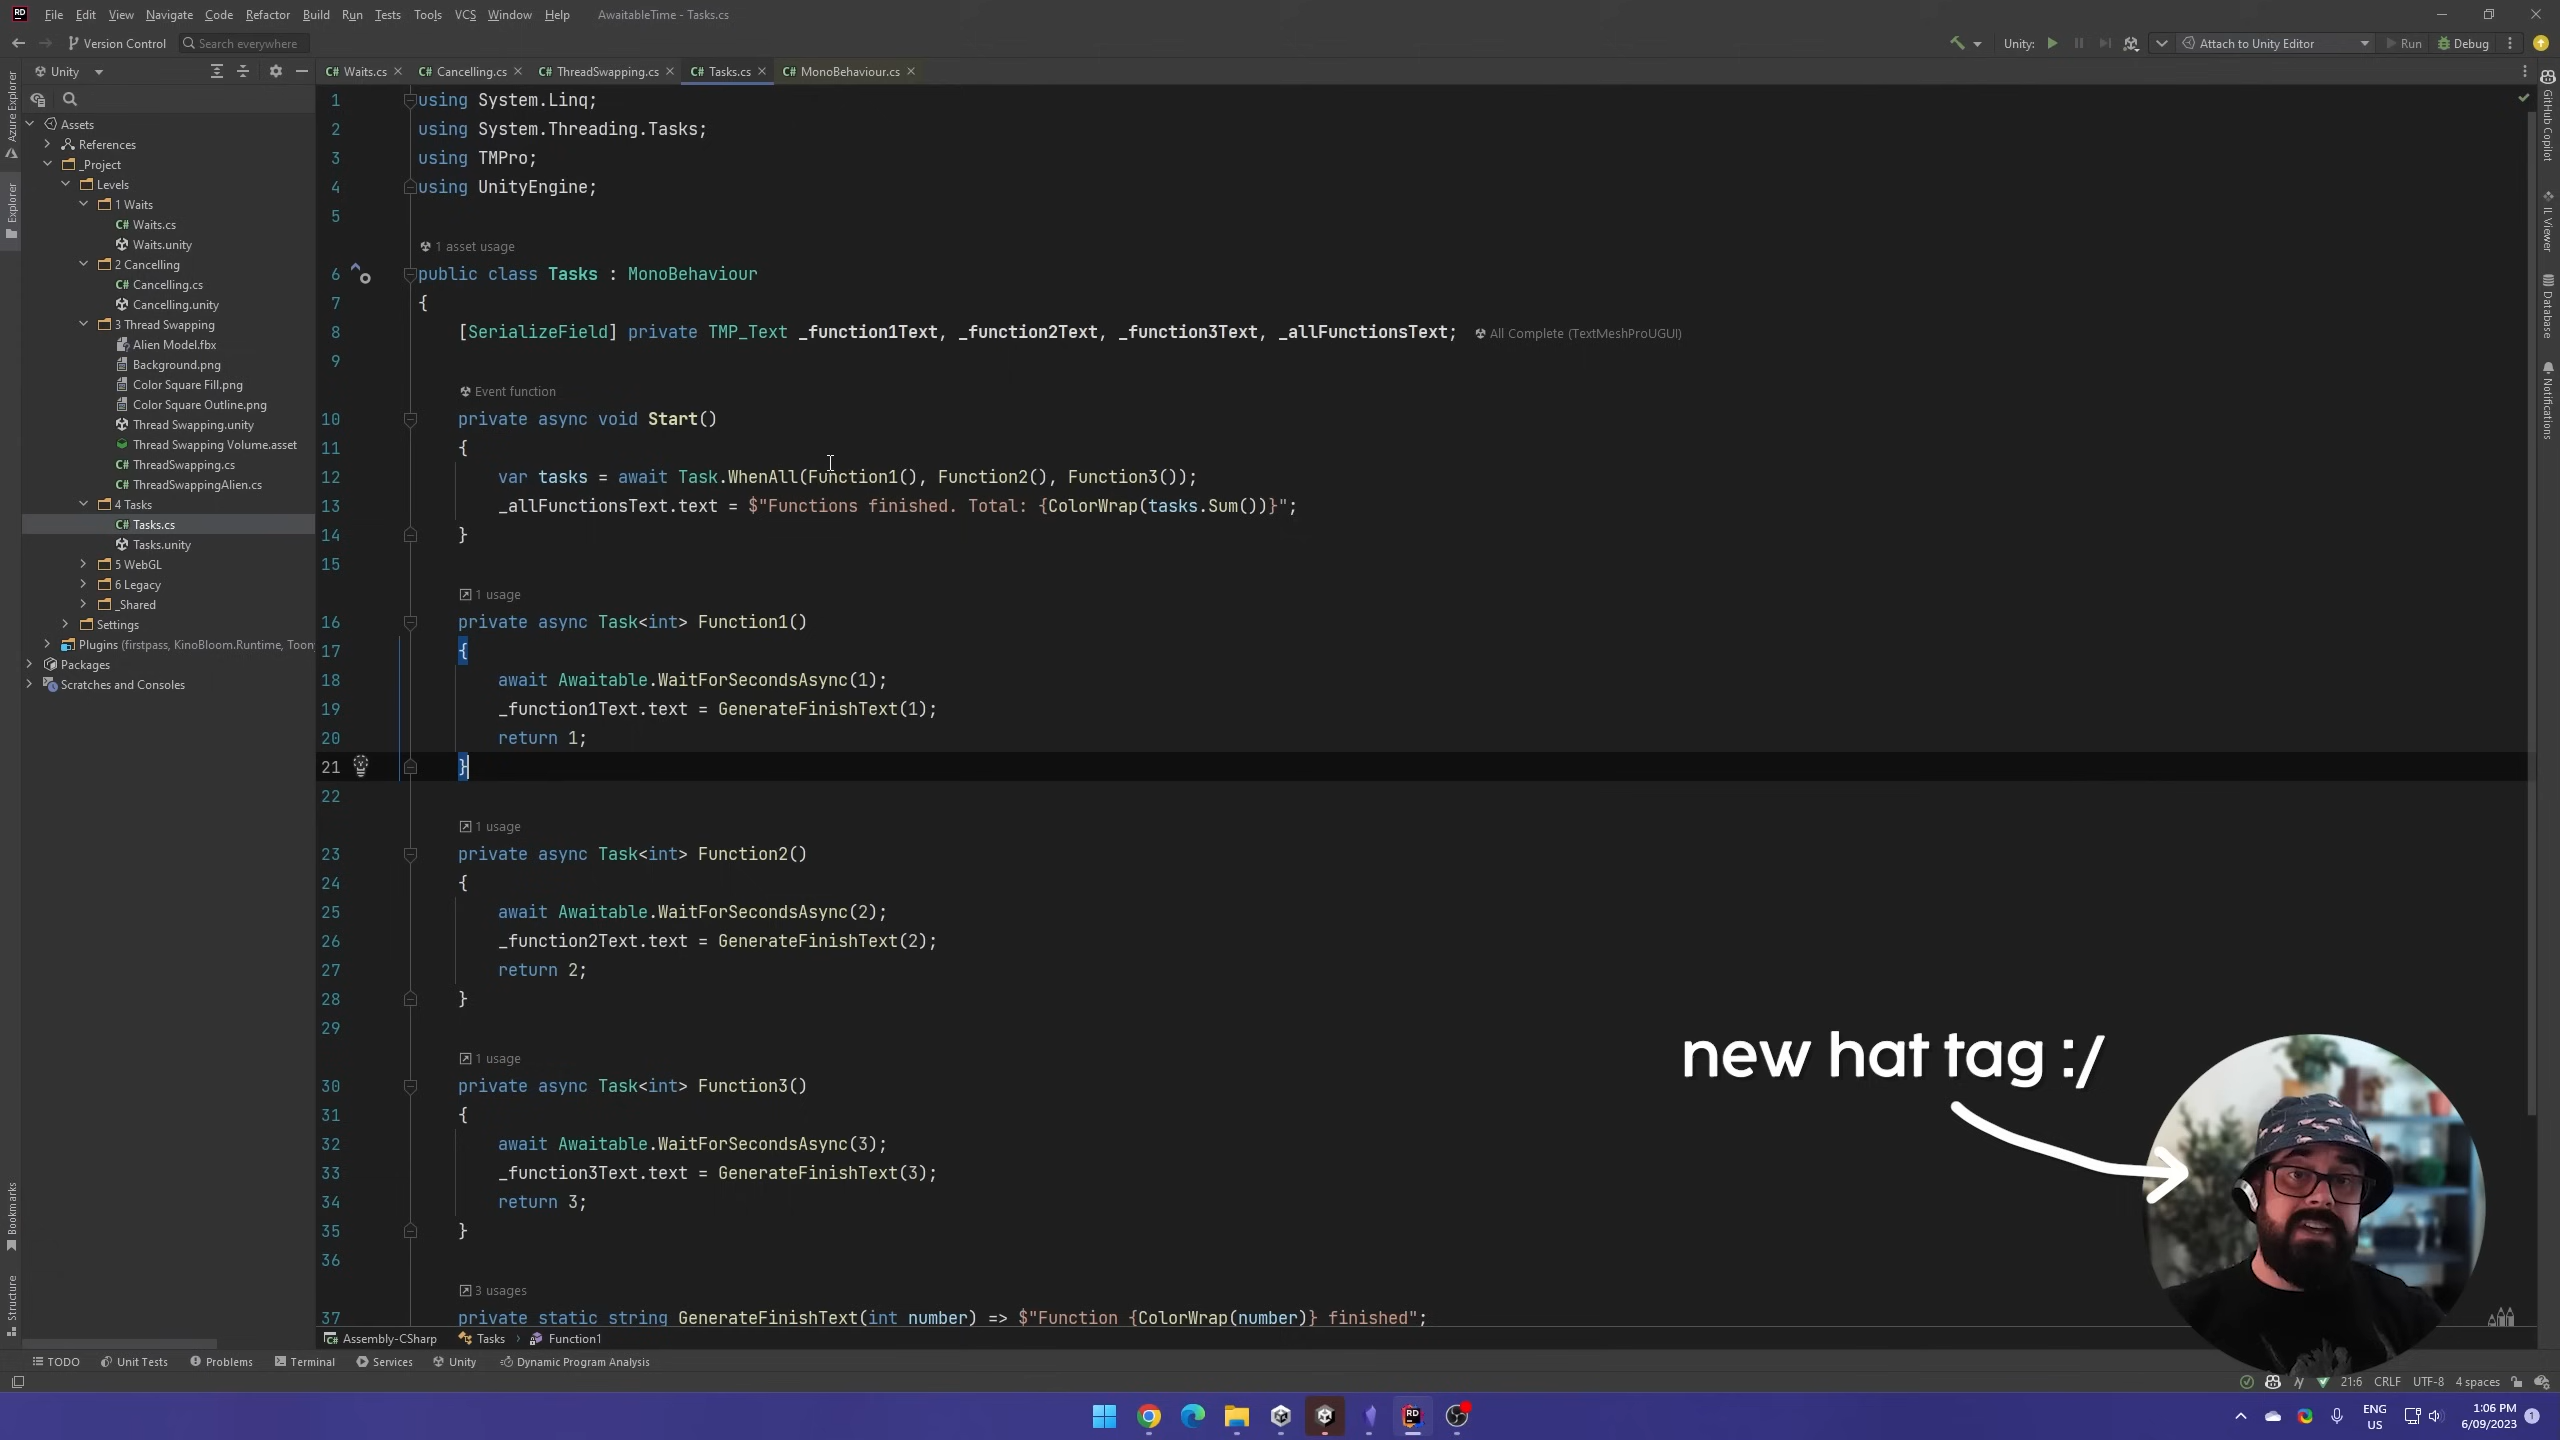 File Edit View Navigate Code Refactor Build Run Tests Tools VCS Window Help AwaitableTime - Tasks.cs
Version Control Search everywhere Unity: Attach to Unity Editor Run Debug
Unity
Waits.cs Cancelling.cs ThreadSwapping.cs Tasks.cs MonoBehaviour.cs
Azure Explorer
Explorer
Bookmarks
Structure
Assets
References
_Project
Levels
1 Waits
Waits.cs
Waits.unity
2 Cancelling
Cancelling.cs
Cancelling.unity
3 Thread Swapping
Alien Model.fbx
Background.png
Color Square Fill.png
Color Square Outline.png
Thread Swapping.unity
Thread Swapping Volume.asset
ThreadSwapping.cs
ThreadSwappingAlien.cs
4 Tasks
Tasks.cs
Tasks.unity
5 WebGL
6 Legacy
_Shared
Settings
Plugins (firstpass, KinoBloom.Runtime, Toony
Packages
Scratches and Consoles
1 using System.Linq;
2 using System.Threading.Tasks;
3 using TMPro;
4 using UnityEngine;
5
1 asset usage
6 public class Tasks : MonoBehaviour
7 {
8 [SerializeField] private TMP_Text _function1Text, _function2Text, _function3Text, _allFunctionsText; All Complete (TextMeshProUGUI)
9
Event function
10 private async void Start()
11 {
12 var tasks = await Task.WhenAll(Function1(), Function2(), Function3());
13 _allFunctionsText.text = $"Functions finished. Total: {ColorWrap(tasks.Sum())}";
14 }
15
1 usage
16 private async Task<int> Function1()
17 {
18 await Awaitable.WaitForSecondsAsync(1);
19 _function1Text.text = GenerateFinishText(1);
20 return 1;
21 }
22
1 usage
23 private async Task<int> Function2()
24 {
25 await Awaitable.WaitForSecondsAsync(2);
26 _function2Text.text = GenerateFinishText(2);
27 return 2;
28 }
29
1 usage
30 private async Task<int> Function3()
31 {
32 await Awaitable.WaitForSecondsAsync(3);
33 _function3Text.text = GenerateFinishText(3);
34 return 3;
35 }
36
3 usages
37 private static string GenerateFinishText(int number) => $"Function {ColorWrap(number)} finished";
new hat tag :/
GitHub Copilot
IL Viewer
Database
Notifications
Assembly-CSharp Tasks Function1
TODO Unit Tests Problems Terminal Services Unity Dynamic Program Analysis
21:6 CRLF UTF-8 4 spaces
ENG
US
1:06 PM
6/09/2023
1